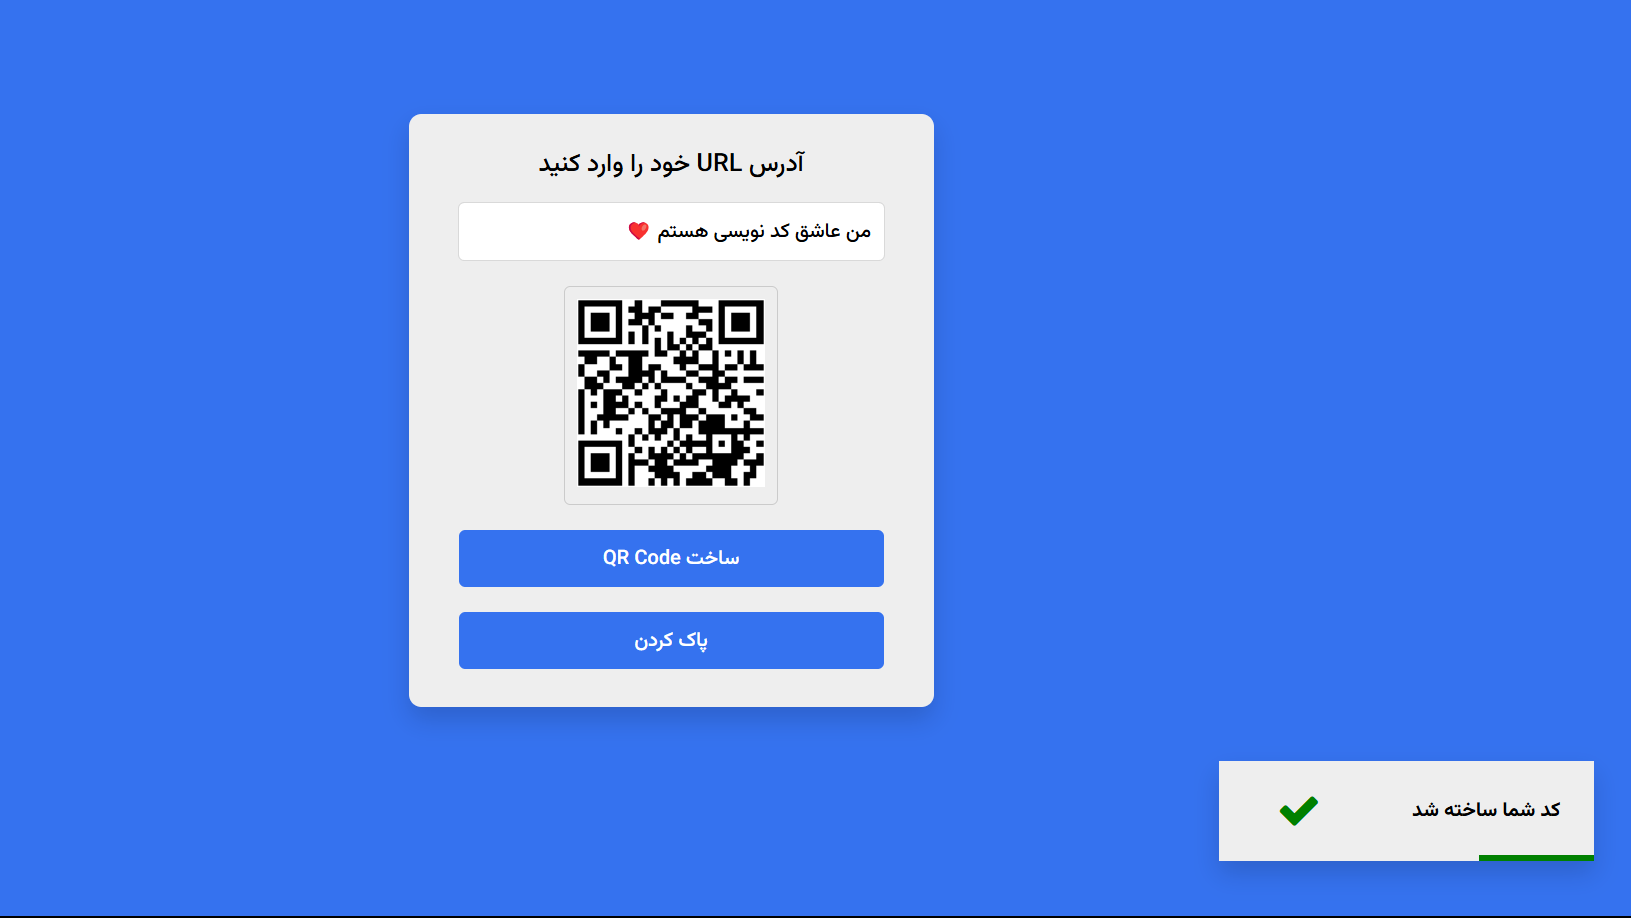 آدرس URL خود را وارد کنید
من عاشق کد نویسی هستم ❤️
ساخت QR Code
پاک کردن
کد شما ساخته شد